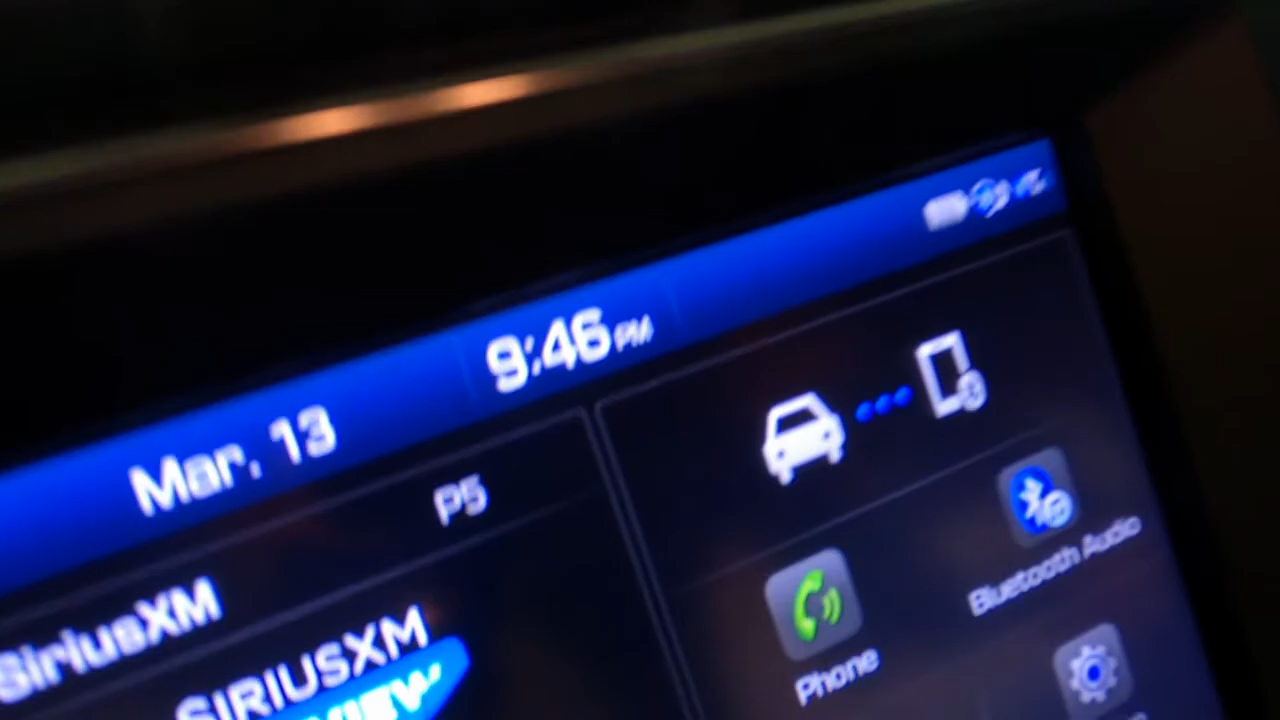 Mar. 13
9:46 PM
SiriusXM
P5
SIRIUSXM
Phone
Bluetooth Audio